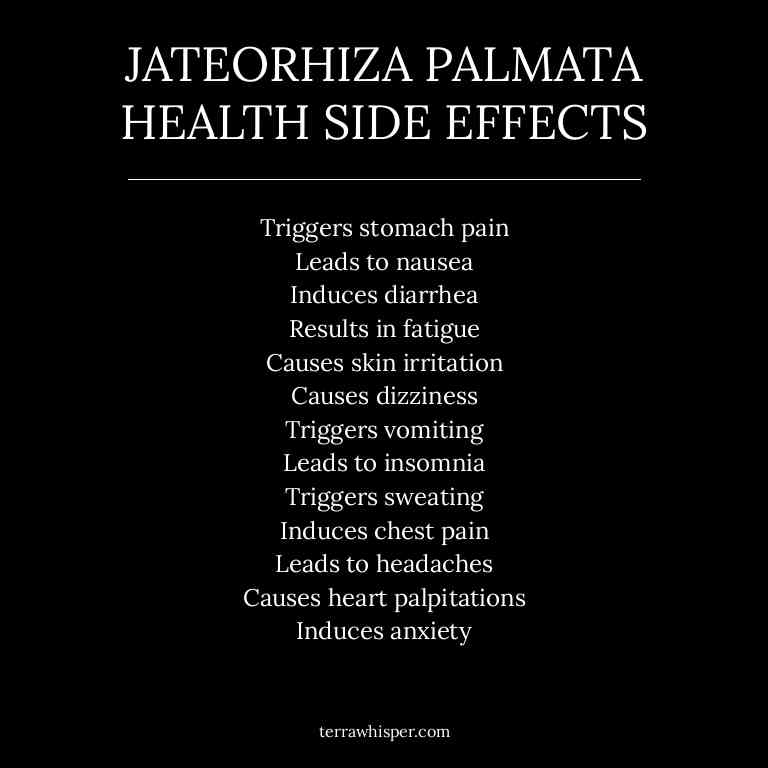 JATEORHIZA PALMATA
HEALTH SIDE EFFECTS
Triggers stomach pain
Leads to nausea
Induces diarrhea
Results in fatigue
Causes skin irritation
Causes dizziness
Triggers vomiting
Leads to insomnia
Triggers sweating
Induces chest pain
Leads to headaches
Causes heart palpitations
Induces anxiety
terrawhisper.com